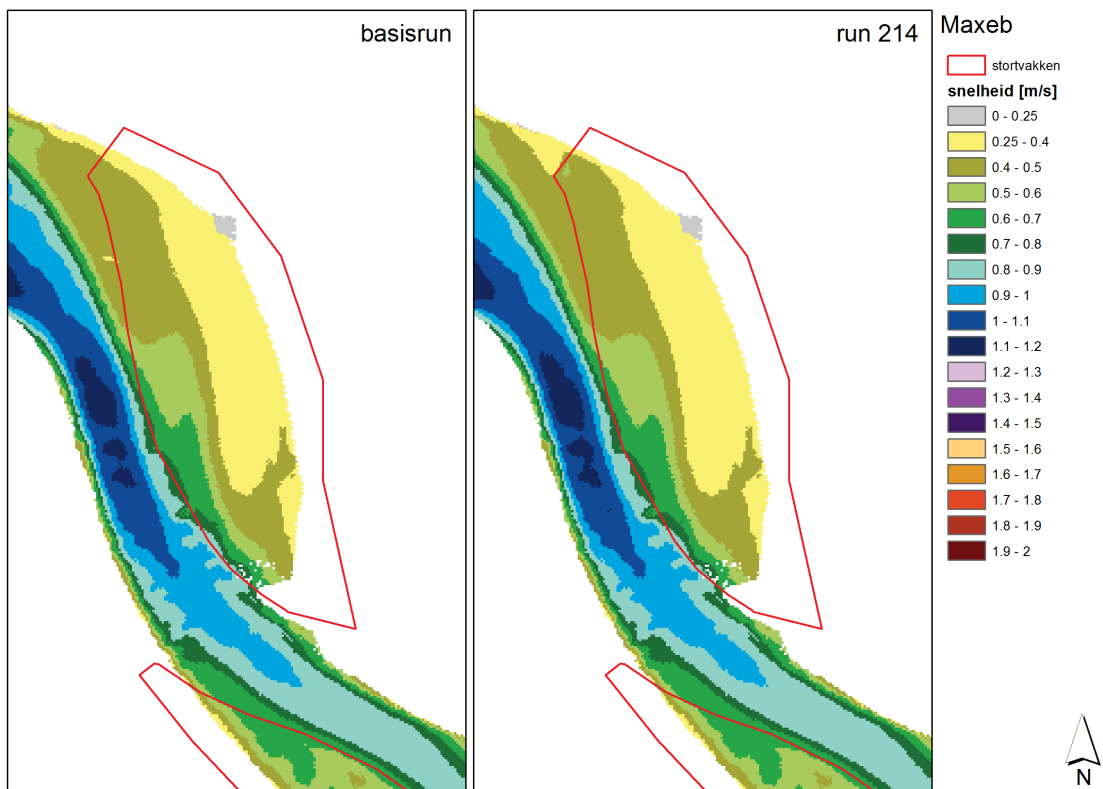 basisrun
run 214
Maxeb
stortvakken
snelheid [m/s]
0 - 0.25
0.25 - 0.4
0.4 - 0.5
0.5 - 0.6
0.6 - 0.7
0.7 - 0.8
0.8 - 0.9
0.9 - 1
1 - 1.1
1.1 - 1.2
1.2 - 1.3
1.3 - 1.4
1.4 - 1.5
1.5 - 1.6
1.6 - 1.7
1.7 - 1.8
1.8 - 1.9
1.9 - 2
N